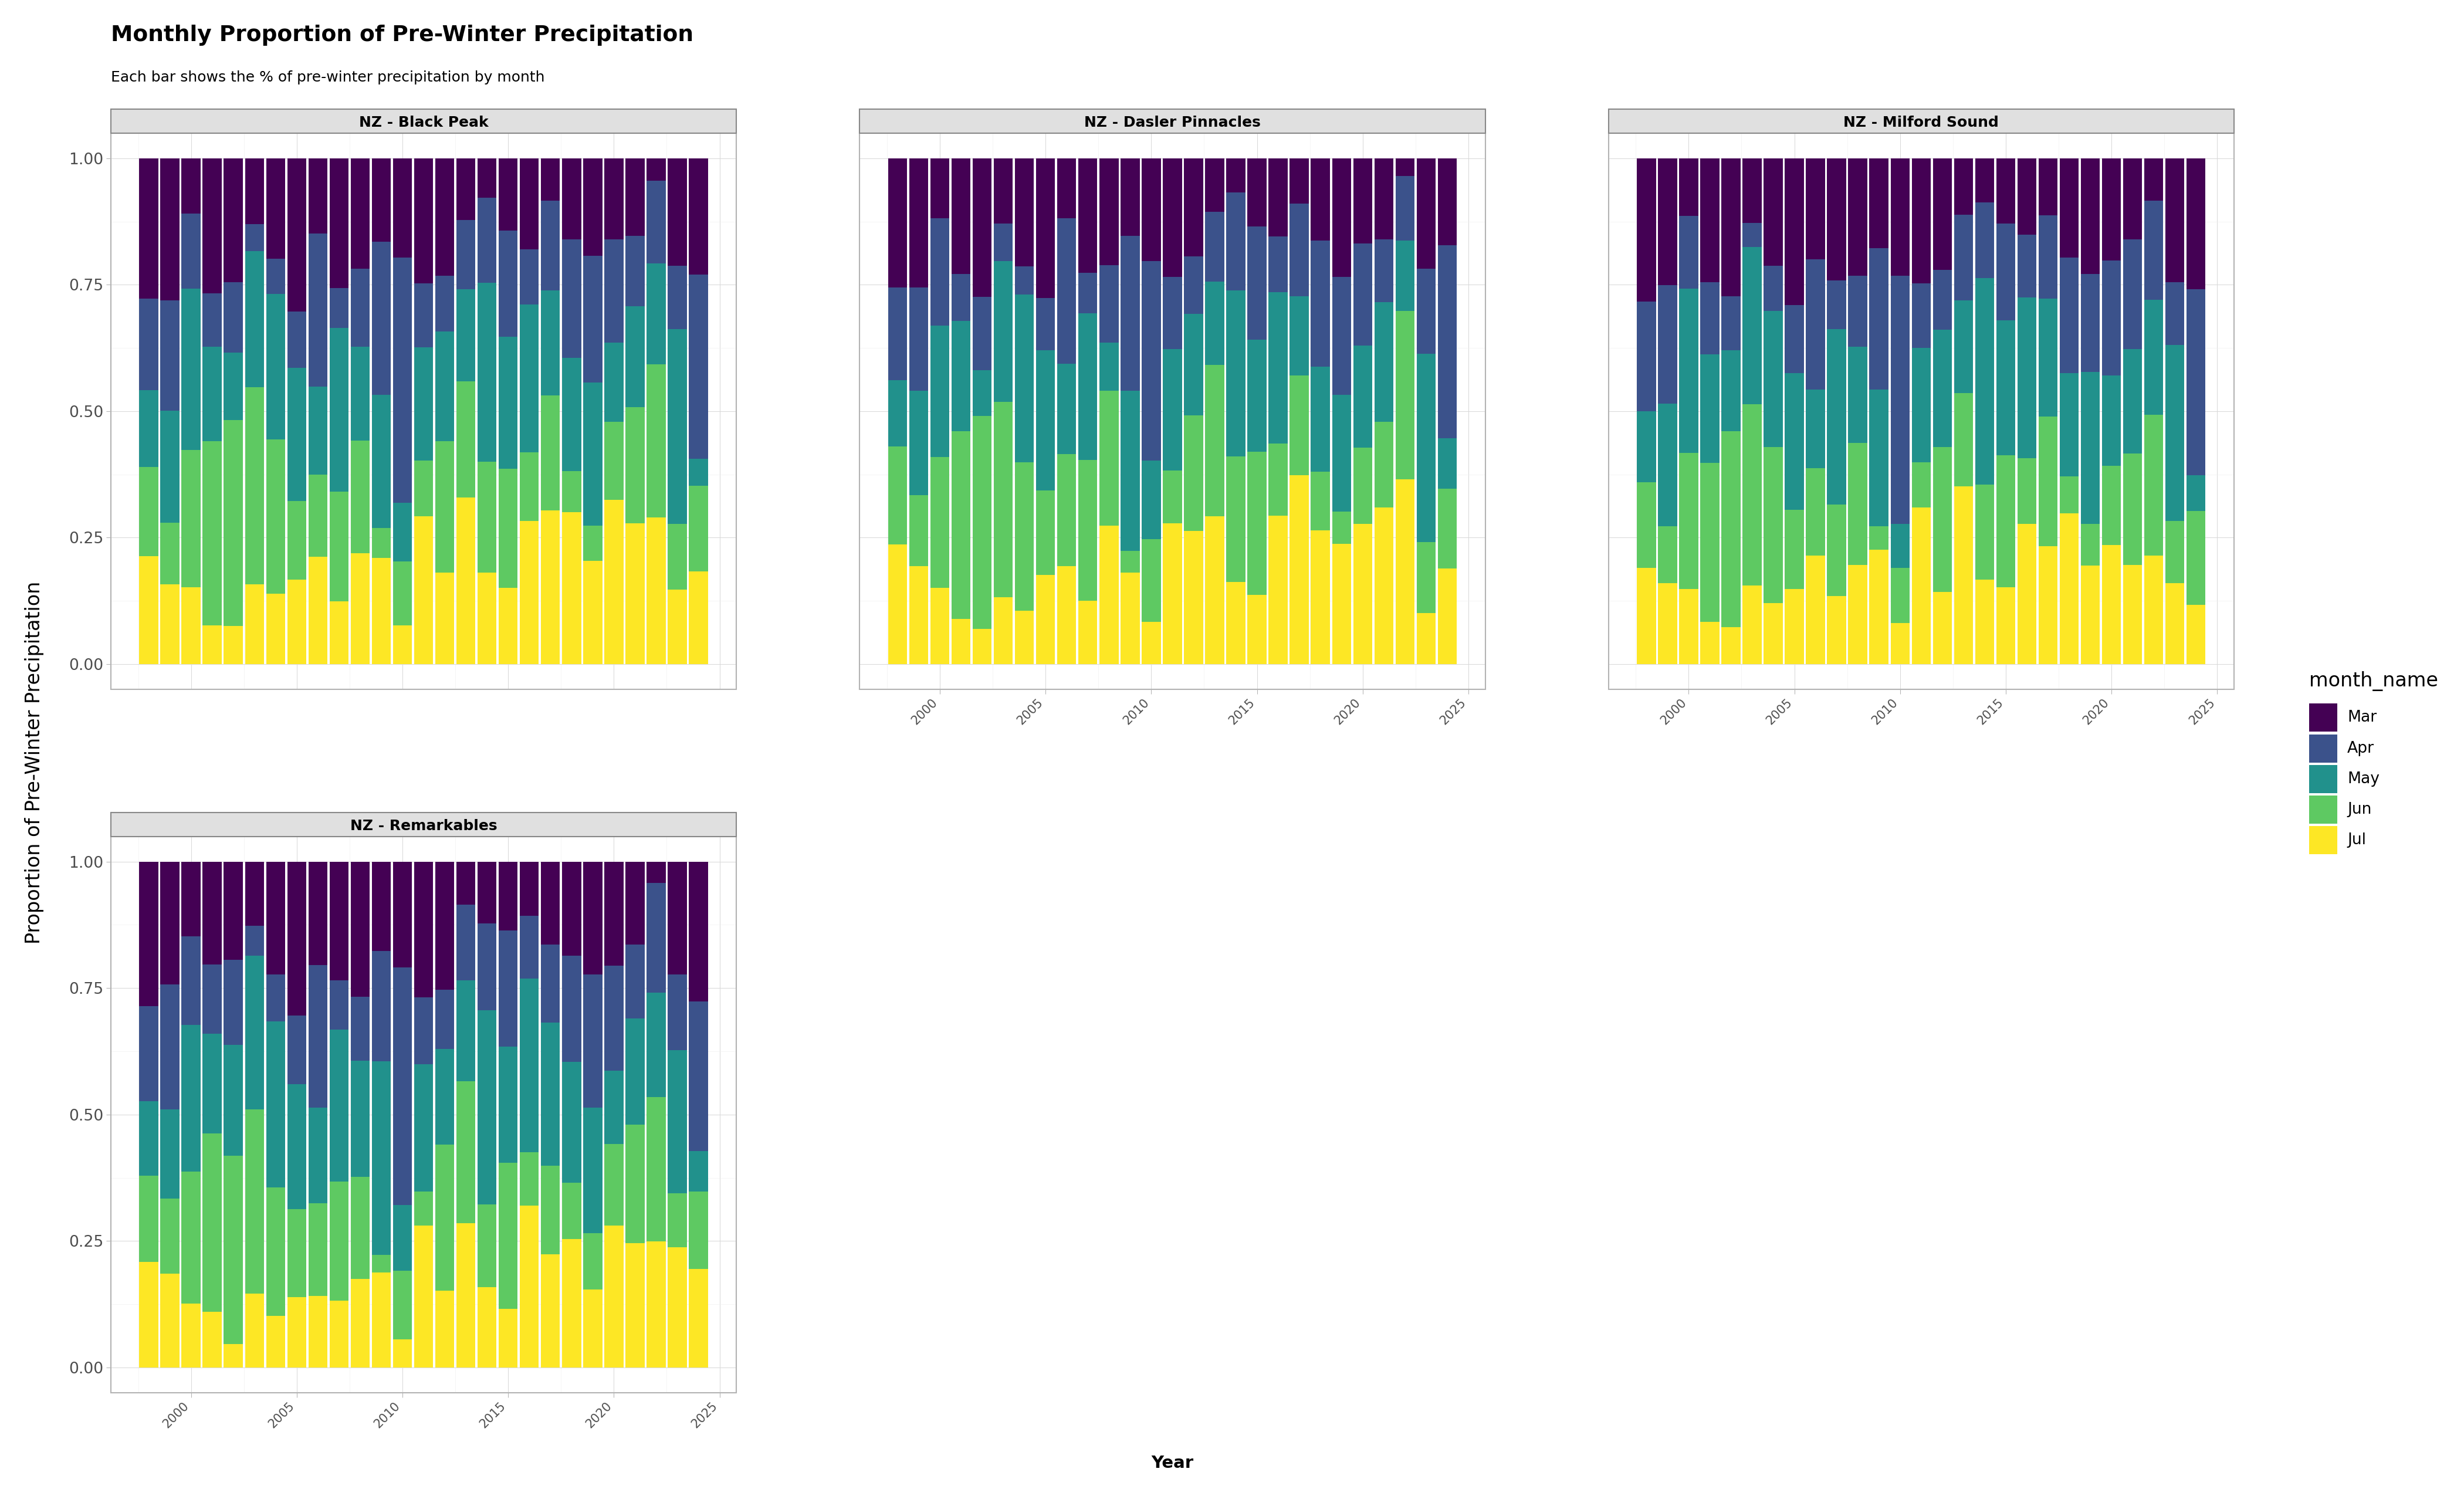 Monthly Proportion of Pre-Winter Precipitation
Each bar shows the % of pre-winter precipitation by month
NZ - Black Peak
NZ - Dasler Pinnacles
NZ - Milford Sound
1.00
0.75
0.50
0.25
0.00
2000
2005
2010
2015
2020
2025
2000
2005
2010
2015
2020
2025
Proportion of Pre-Winter Precipitation
month_name
Mar
Apr
May
Jun
Jul
NZ - Remarkables
1.00
0.75
0.50
0.25
0.00
2000
2005
2010
2015
2020
2025
Year